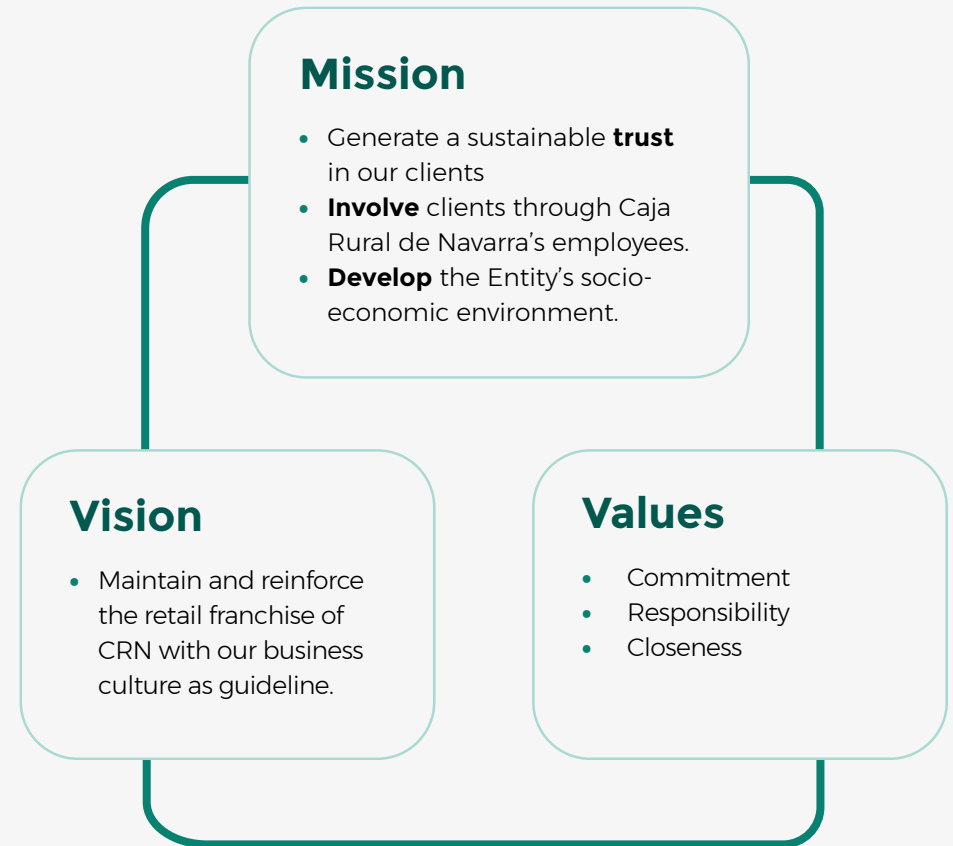 Mission
• Generate a sustainable trust
in our clients
• Involve clients through Caja
Rural de Navarra’s employees.
• Develop the Entity’s socio-
economic environment.
Vision
• Maintain and reinforce
the retail franchise of
CRN with our business
culture as guideline.
Values
• Commitment
• Responsibility
• Closeness